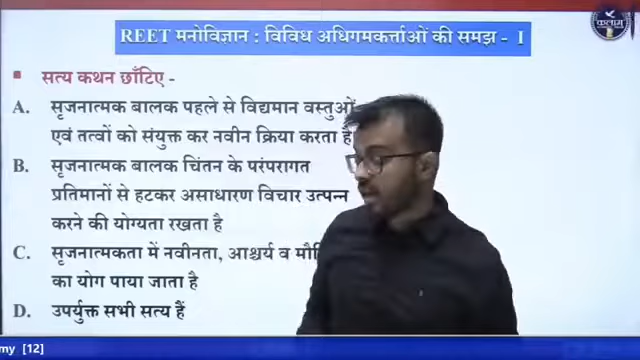 REET मनोविज्ञान : विविध अधिगमकर्त्ताओं की समझ - I
कलाम
▪ सत्य कथन छाँटिए -
A. सृजनात्मक बालक पहले से विद्यमान वस्तुओं
एवं तत्वों को संयुक्त कर नवीन क्रिया करता है
B. सृजनात्मक बालक चिंतन के परंपरागत
प्रतिमानों से हटकर असाधारण विचार उत्पन्न
करने की योग्यता रखता है
C. सृजनात्मकता में नवीनता, आश्चर्य व
का योग पाया जाता है
D. उपर्युक्त सभी सत्य हैं
my [12]